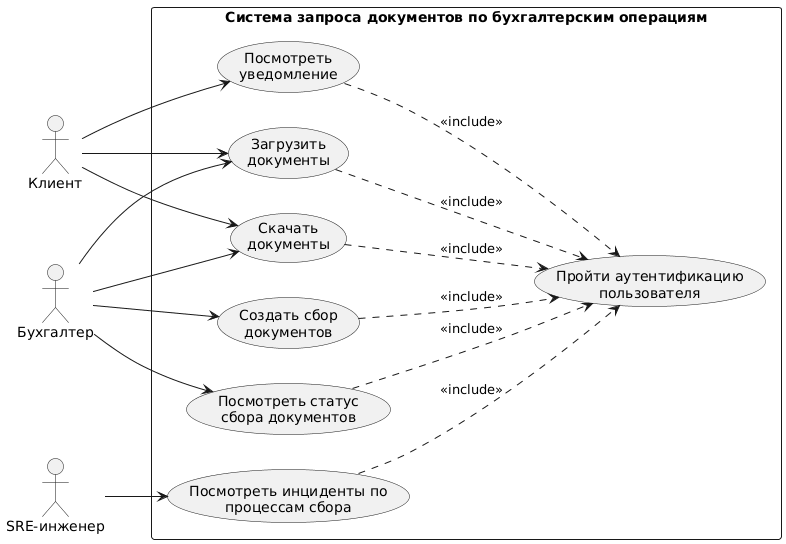 Система запроса документов по бухгалтерским операциям
Посмотреть
уведомление
«include»
Клиент
Загрузить
документы
«include»
Скачать
документы
«include»
Пройти аутентификацию
пользователя
Бухгалтер
Создать сбор
документов
«include»
«include»
Посмотреть статус
сбора документов
«include»
SRE-инженер
Посмотреть инциденты по
процессам сбора